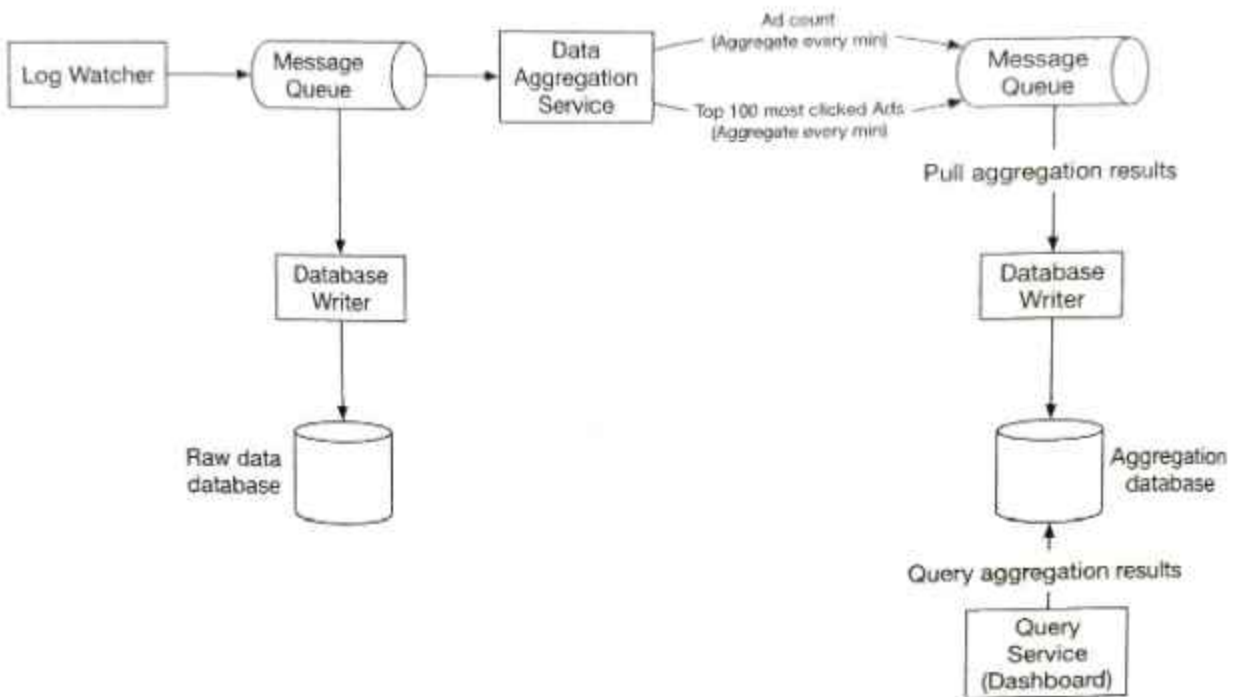 Log Watcher
Message
Queue
Data
Aggregation
Service
Ad count
(Aggregate every min)
Top 100 most clicked Ads
(Aggregate every min)
Message
Queue
Pull aggregation results
Database
Writer
Database
Writer
Raw data
database
Aggregation
database
Query aggregation results
Query
Service
(Dashboard)